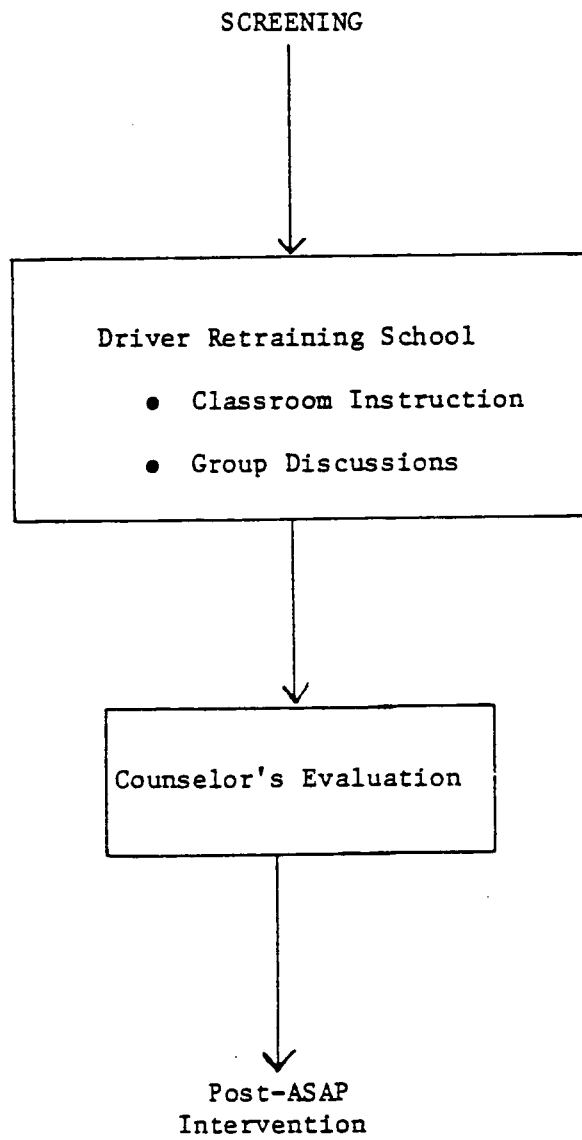 SCREENING
Driver Retraining School
• Classroom Instruction
• Group Discussions
Counselor's Evaluation
Post-ASAP
Intervention